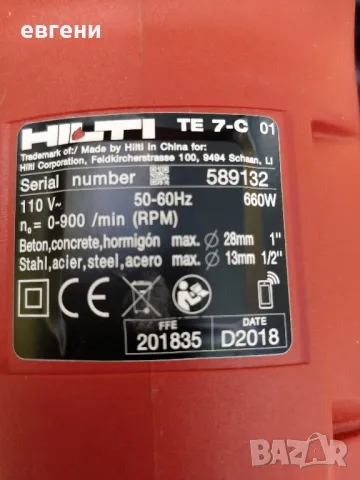 евгени
HILTI TE 7-C 01
Trademark of:/ Made by Hilti in China for:
Hilti Corporation, Feldkircherstrasse 100, 9494 Schaan, LI
Serial number 589132
110 V~ 50-60Hz 660W
n₀= 0-900 /min (RPM)
Beton,concrete,hormigón max. Ø 28mm 1"
Stahl,acier,steel,acero max. Ø 13mm 1/2"
CE
FFE DATE
201835 D2018
BAZAR